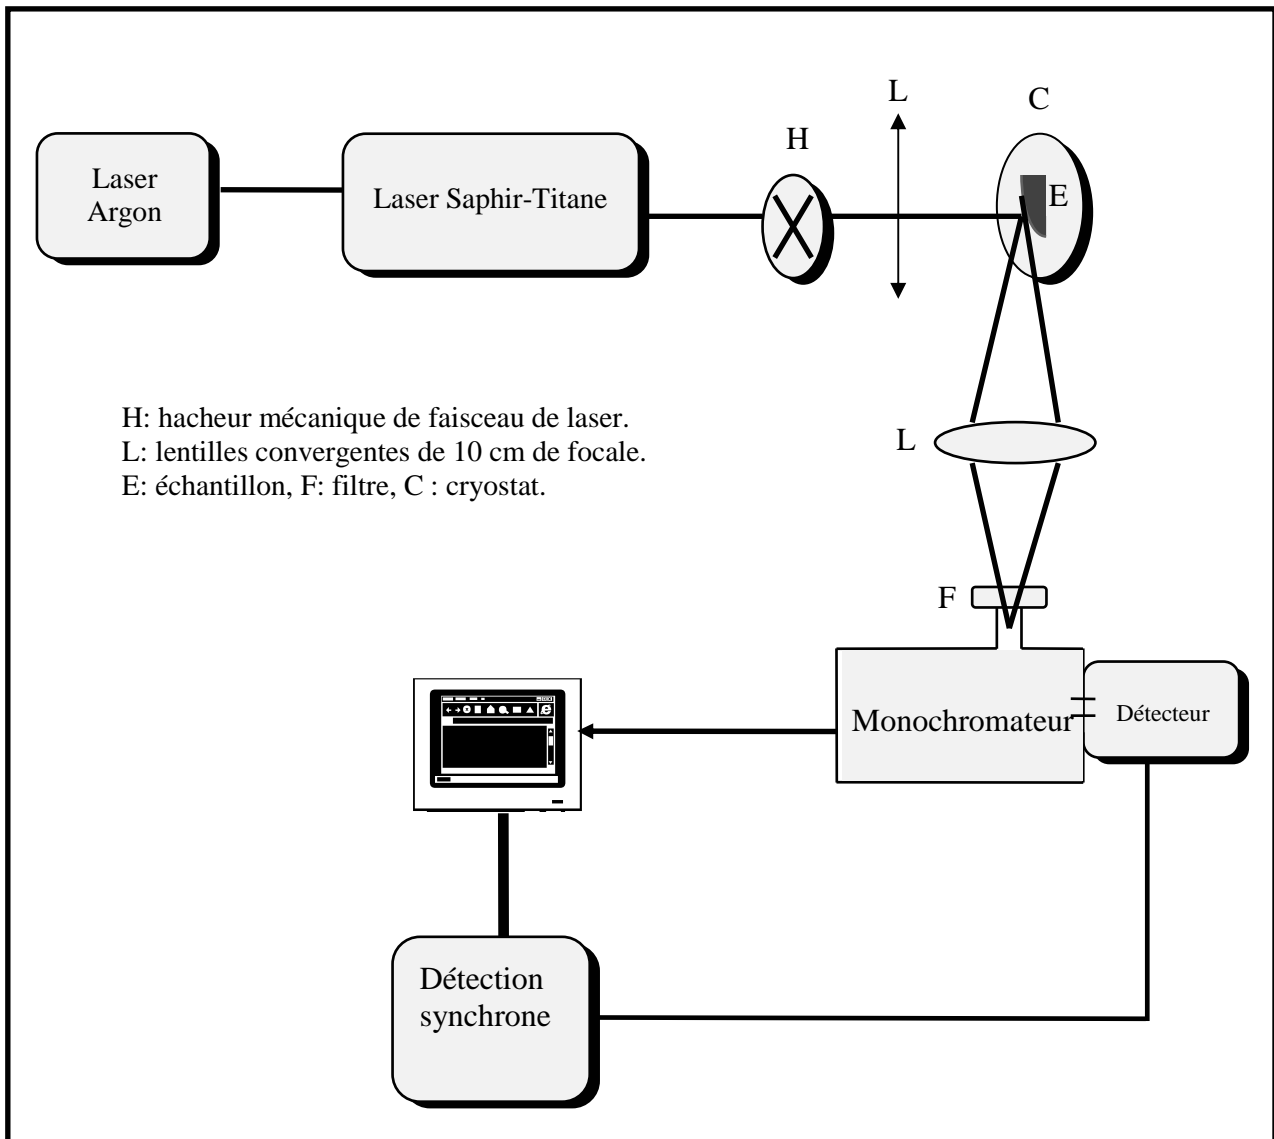 L
C
H
Laser
Argon
Laser Saphir-Titane
E
H: hacheur mécanique de faisceau de laser.
L: lentilles convergentes de 10 cm de focale.
E: échantillon, F: filtre, C : cryostat.
L
F
Monochromateur
Détecteur
Détection
synchrone